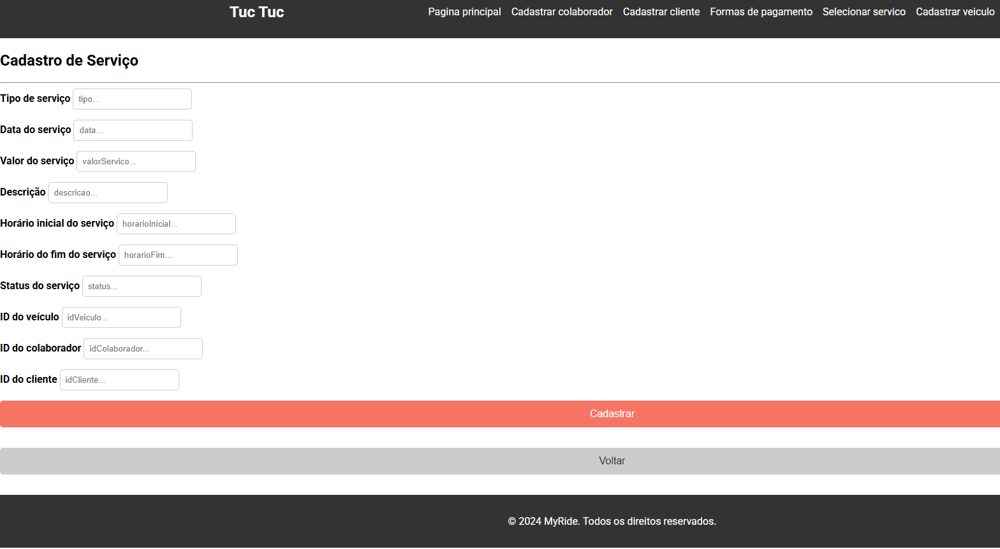 Tuc Tuc Pagina principal Cadastrar colaborador Cadastrar cliente Formas de pagamento Selecionar servico Cadastrar veiculo
Cadastro de Serviço
Tipo de serviço tipo...
Data do serviço data...
Valor do serviço valorServico...
Descrição descricao...
Horário inicial do serviço horarioInicial...
Horário do fim do serviço horarioFim...
Status do serviço status...
ID do veículo idVeiculo...
ID do colaborador idColaborador...
ID do cliente idCliente...
Cadastrar
Voltar
© 2024 MyRide. Todos os direitos reservados.